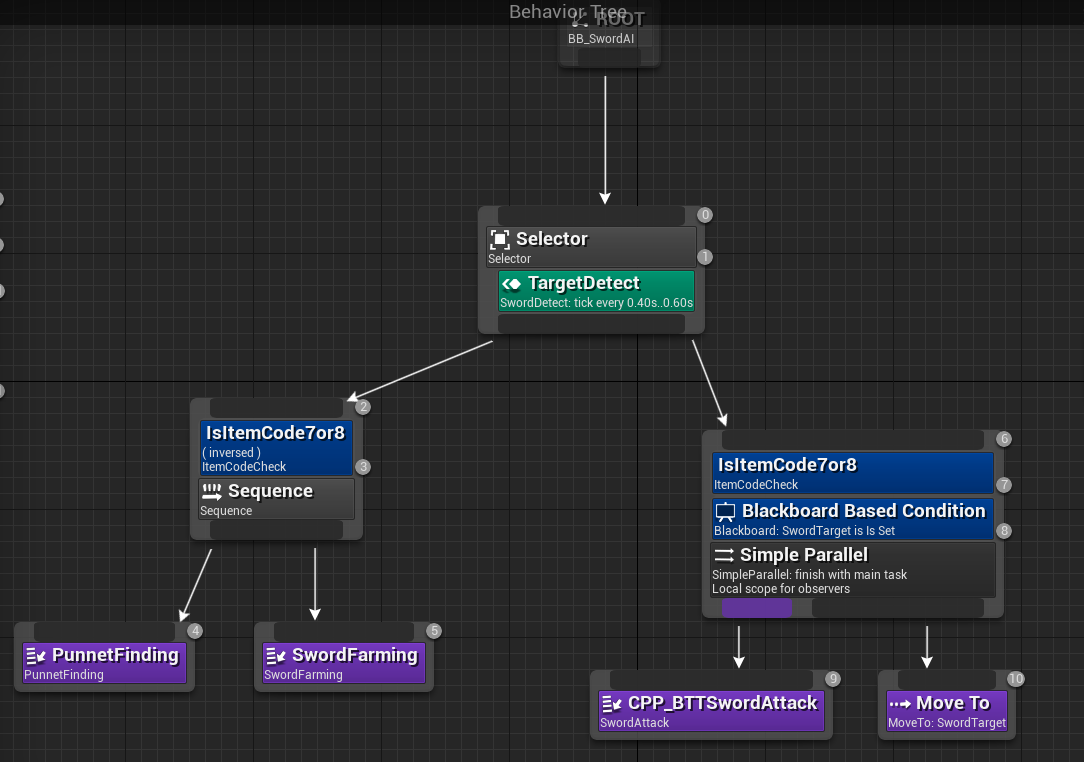 Behavior Tree
ROOT
BB_SwordAI
0
Selector
Selector
1
TargetDetect
SwordDetect: tick every 0.40s..0.60s
2
IsItemCode7or8
( inversed )
ItemCodeCheck
3
Sequence
Sequence
6
IsItemCode7or8
ItemCodeCheck
7
Blackboard Based Condition
Blackboard: SwordTarget is Is Set
8
Simple Parallel
SimpleParallel: finish with main task
Local scope for observers
4
PunnetFinding
PunnetFinding
5
SwordFarming
SwordFarming
9
CPP_BTTSwordAttack
SwordAttack
10
Move To
MoveTo: SwordTarget